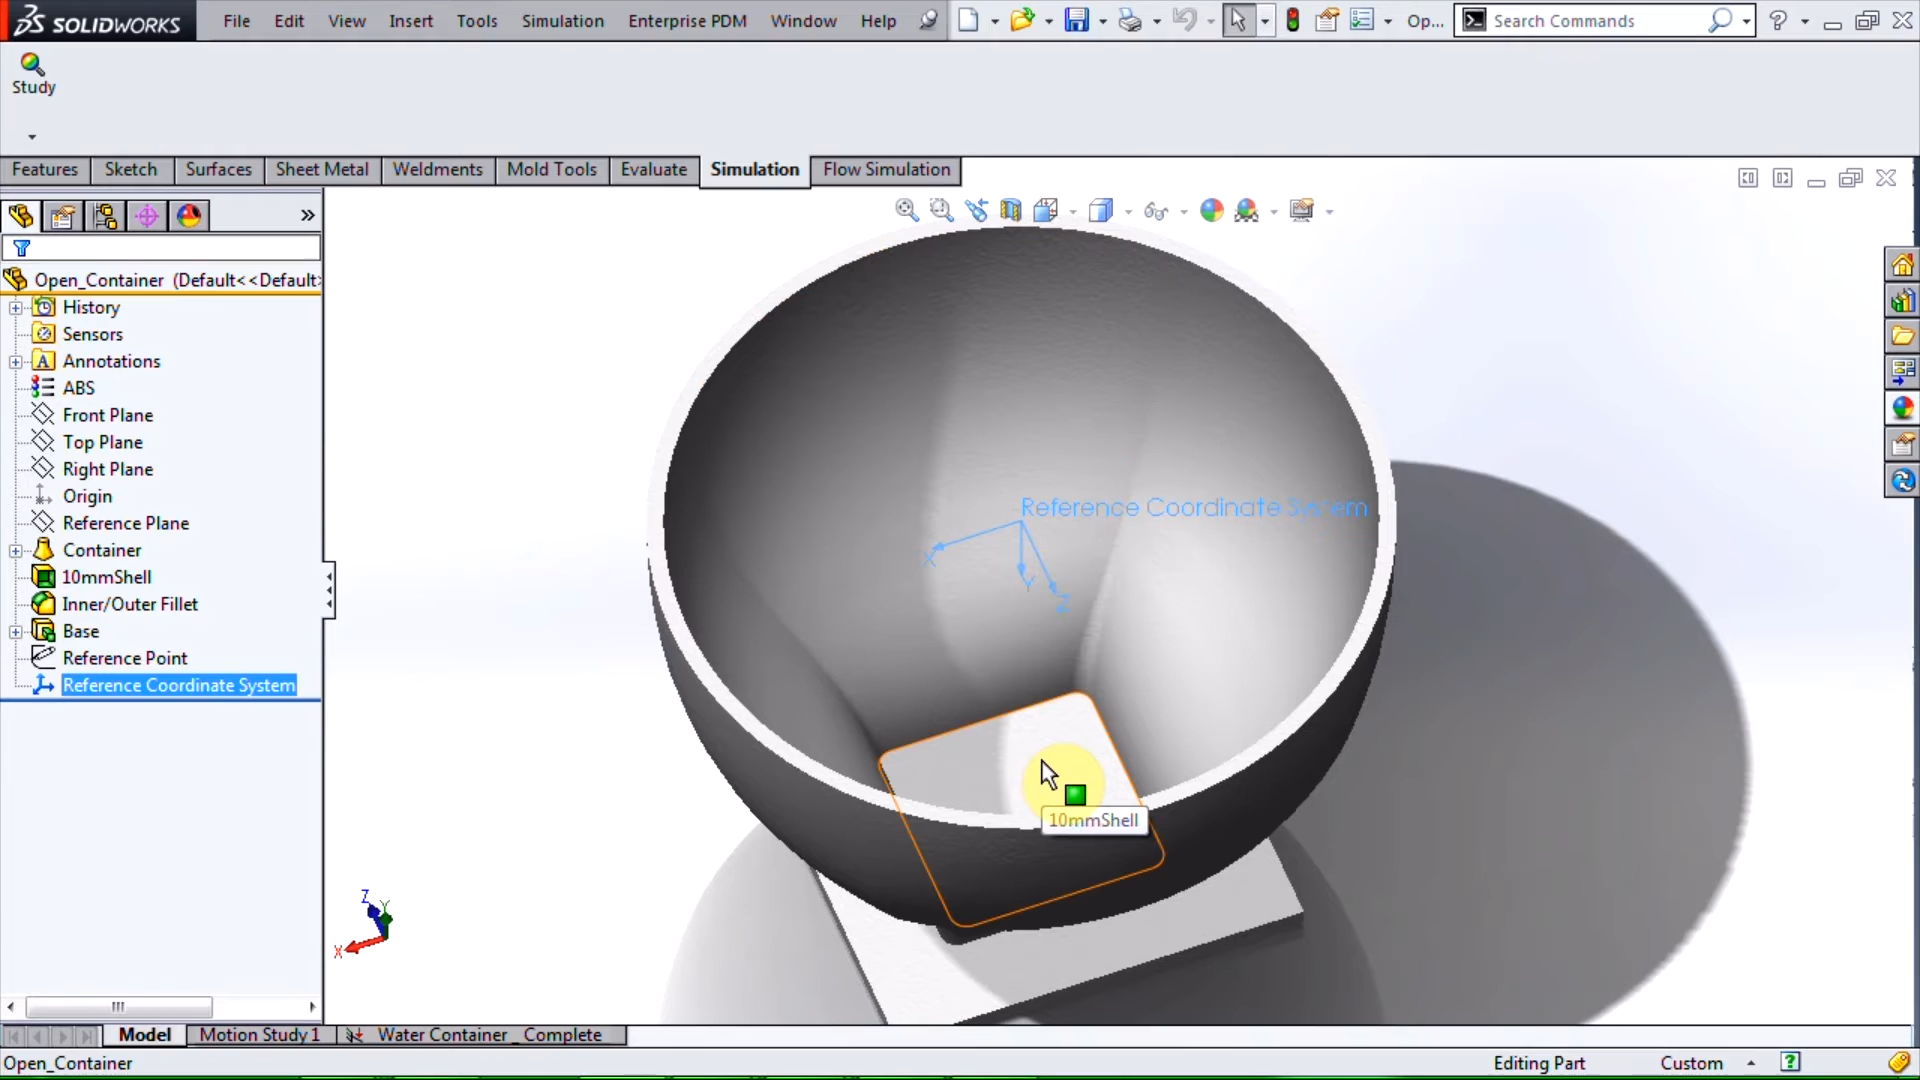 SOLIDWORKS File Edit View Insert Tools Simulation Enterprise PDM Window Help Op... Search Commands
Study
Features Sketch Surfaces Sheet Metal Weldments Mold Tools Evaluate Simulation Flow Simulation
Open_Container (Default<<Default>
History
Sensors
Annotations
ABS
Front Plane
Top Plane
Right Plane
Origin
Reference Plane
Container
10mmShell
Inner/Outer Fillet
Base
Reference Point
Reference Coordinate System
Reference Coordinate System
X
Y
Z
10mmShell
Z
Y
X
Model Motion Study 1 Water Container _ Complete
Open_Container Editing Part Custom